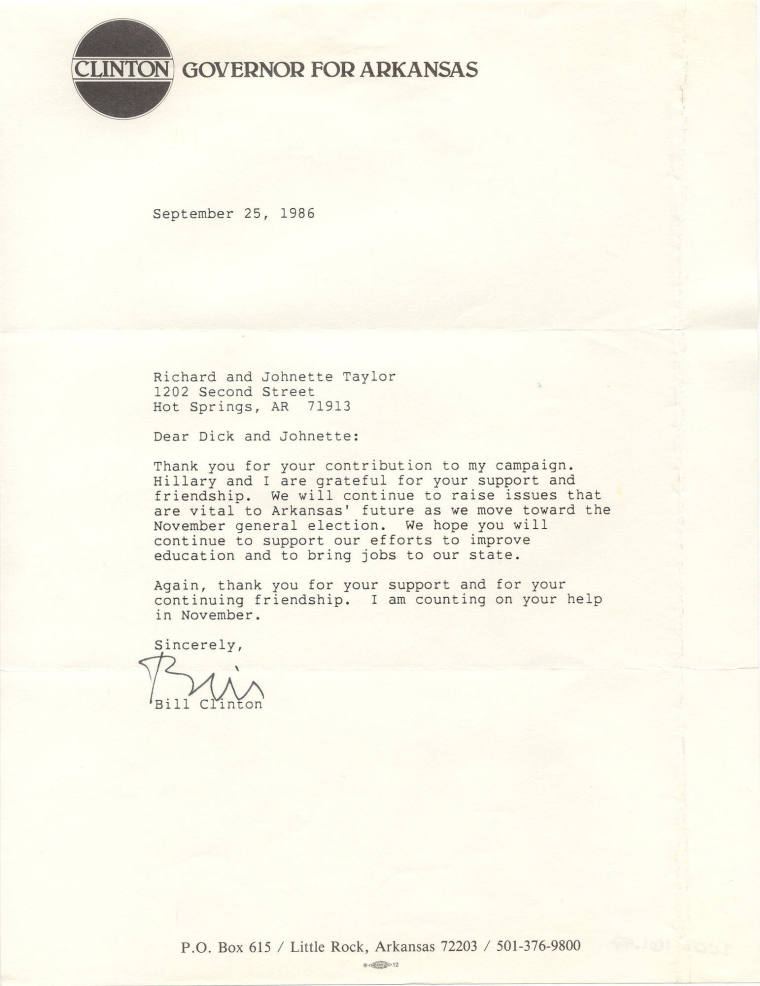 CLINTON GOVERNOR FOR ARKANSAS
September 25, 1986
Richard and Johnette Taylor
1202 Second Street
Hot Springs, AR  71913
Dear Dick and Johnette:
Thank you for your contribution to my campaign.
Hillary and I are grateful for your support and
friendship.  We will continue to raise issues that
are vital to Arkansas' future as we move toward the
November general election.  We hope you will
continue to support our efforts to improve
education and to bring jobs to our state.
Again, thank you for your support and for your
continuing friendship.  I am counting on your help
in November.
Sincerely,
Bill
Bill Clinton
P.O. Box 615 / Little Rock, Arkansas 72203 / 501-376-9800